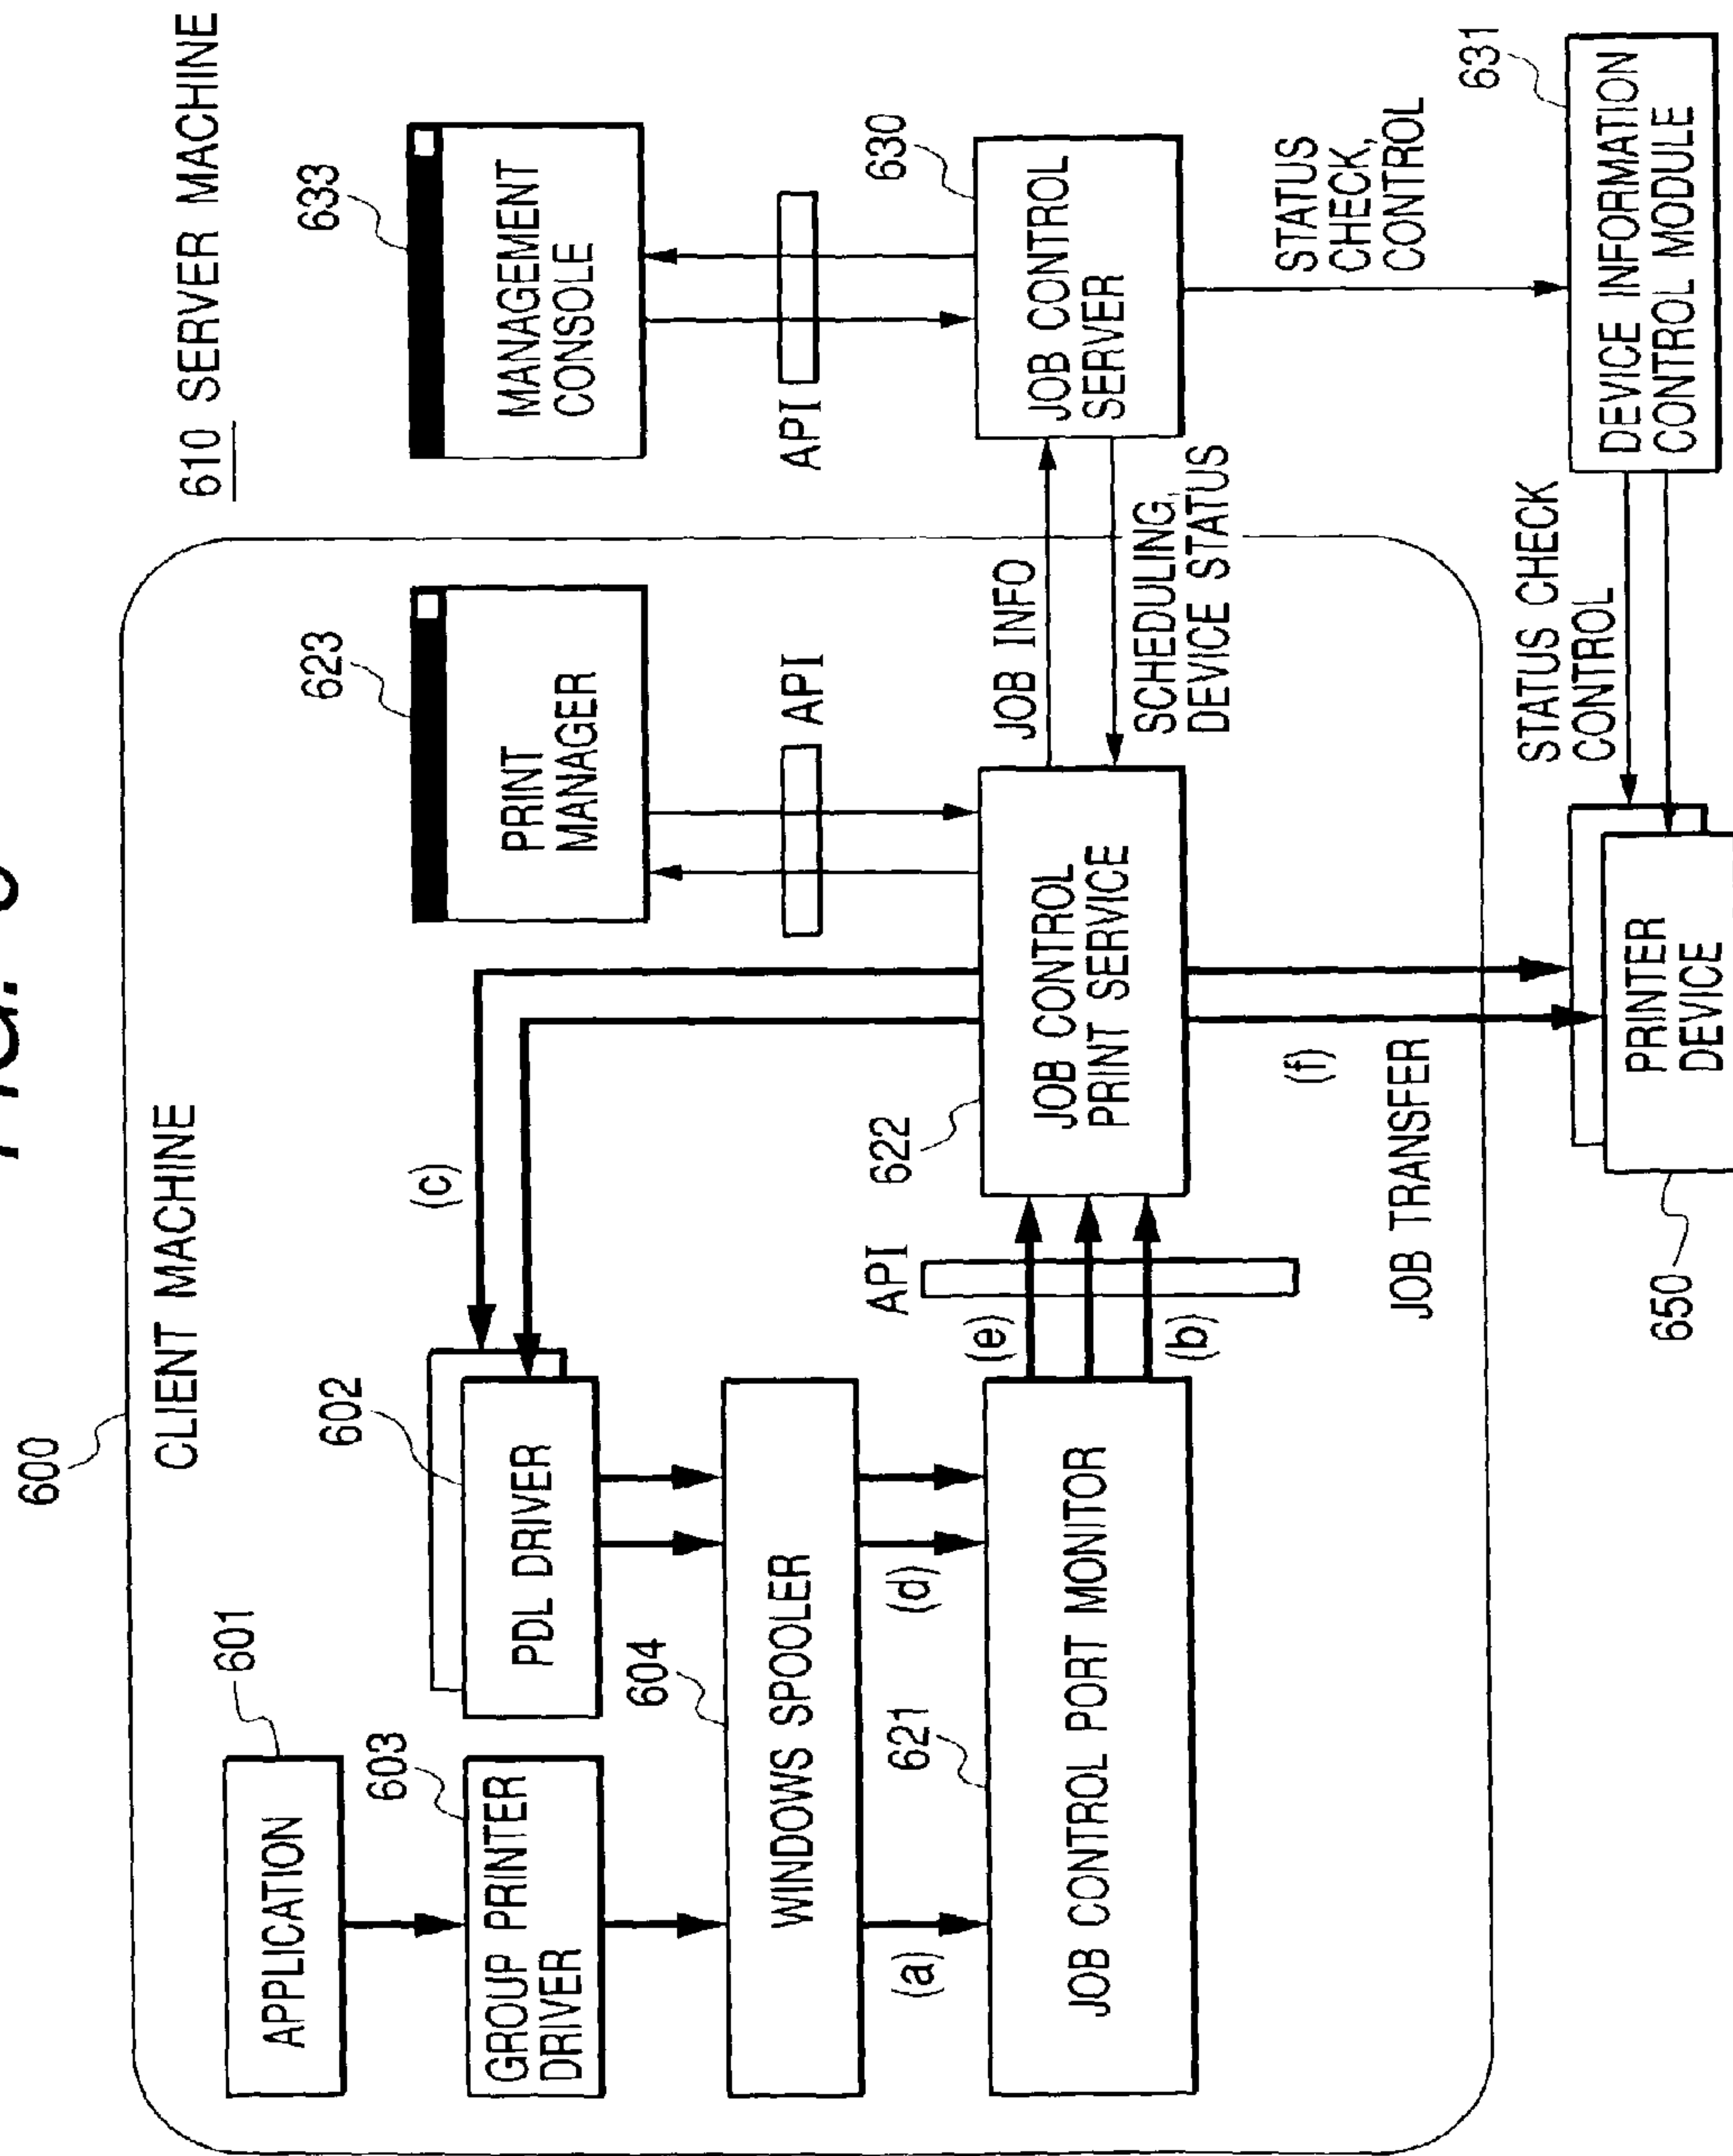 600
CLIENT MACHINE
610 SERVER MACHINE
601
APPLICATION
603
GROUP PRINTER
DRIVER
602
PDL DRIVER
(c)
623
PRINT
MANAGER
633
MANAGEMENT
CONSOLE
604
WINDOWS SPOOLER
API
API
(a)
(d)
621
JOB CONTROL PORT MONITOR
API
(e)
(b)
622
JOB CONTROL
PRINT SERVICE
JOB INFO
SCHEDULING,
DEVICE STATUS
630
JOB CONTROL
SERVER
(f)
JOB TRANSFER
STATUS
CHECK,
CONTROL
650
PRINTER
DEVICE
STATUS CHECK
CONTROL
631
DEVICE INFORMATION
CONTROL MODULE